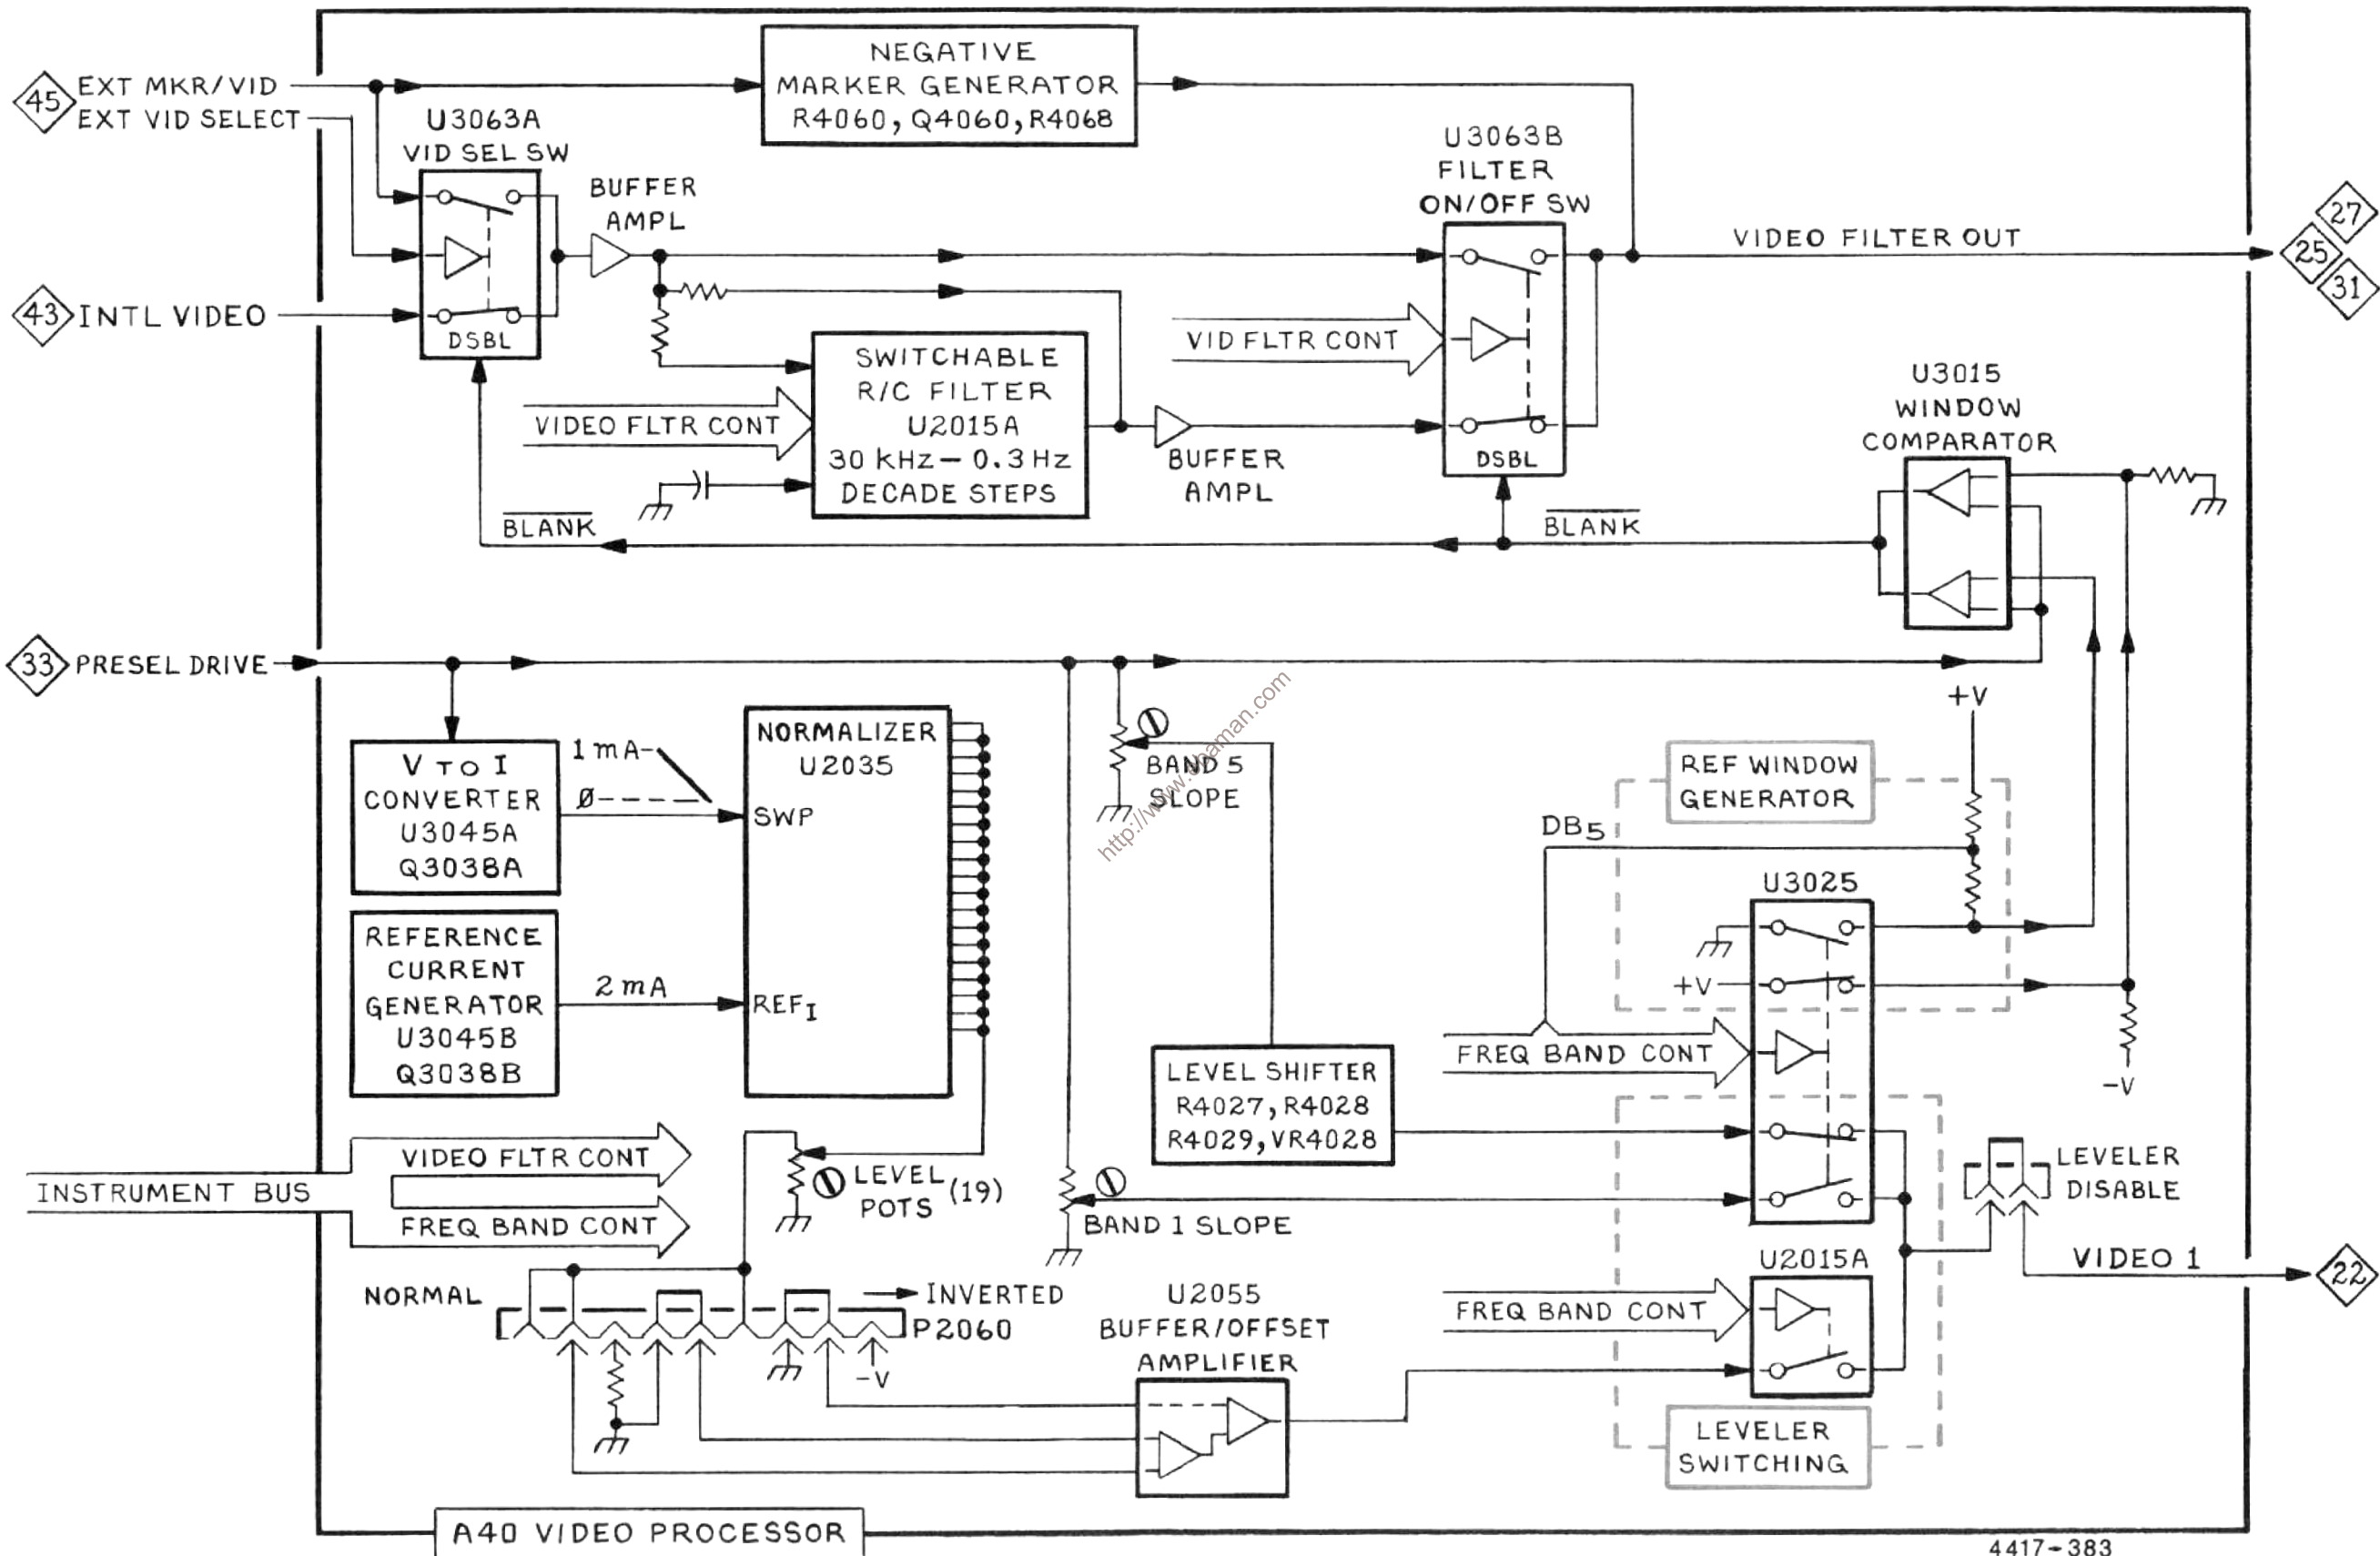 NEGATIVE
MARKER GENERATOR
R4060, Q4060, R4068
45
EXT MKR/VID
EXT VID SELECT
U3063A
VID SEL SW
BUFFER
AMPL
U3063B
FILTER
ON/OFF SW
VIDEO FILTER OUT
27
25
31
43
INTL VIDEO
DSBL
VID FLTR CONT
SWITCHABLE
R/C FILTER
U2015A
30 KHz – 0.3 Hz
DECADE STEPS
VIDEO FLTR CONT
BUFFER
AMPL
DSBL
U3015
WINDOW
COMPARATOR
BLANK
BLANK
33
PRESEL DRIVE
V TO I
CONVERTER
U3045A
Q3038A
1 mA
Ø
NORMALIZER
U2035
SWP
REF I
BAND 5
SLOPE
http://www.dbaman.com
+V
REF WINDOW
GENERATOR
DB5
U3025
REFERENCE
CURRENT
GENERATOR
U3045B
Q3038B
2 mA
+V
FREQ BAND CONT
-V
LEVEL SHIFTER
R4027, R4028
R4029, VR4028
INSTRUMENT BUS
VIDEO FLTR CONT
FREQ BAND CONT
LEVEL
POTS (19)
BAND 1 SLOPE
LEVELER
DISABLE
U2015A
VIDEO 1
22
NORMAL
INVERTED
P2060
-V
U2055
BUFFER/OFFSET
AMPLIFIER
FREQ BAND CONT
LEVELER
SWITCHING
A40 VIDEO PROCESSOR
4417-383